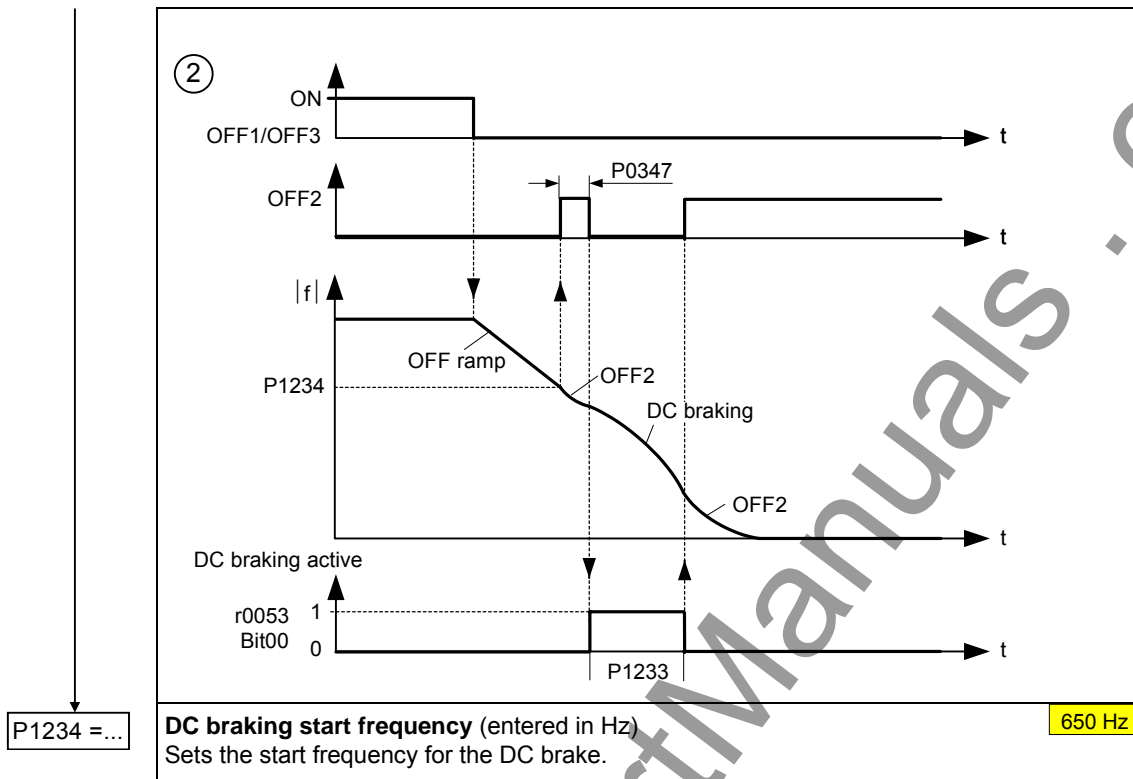 2
ON
OFF1/OFF3
t
P0347
OFF2
t
|f|
OFF ramp
P1234
OFF2
DC braking
OFF2
t
DC braking active
r0053 1
Bit00 0
t
P1233
P1234 =...
DC braking start frequency (entered in Hz)
650 Hz
Sets the start frequency for the DC brake.